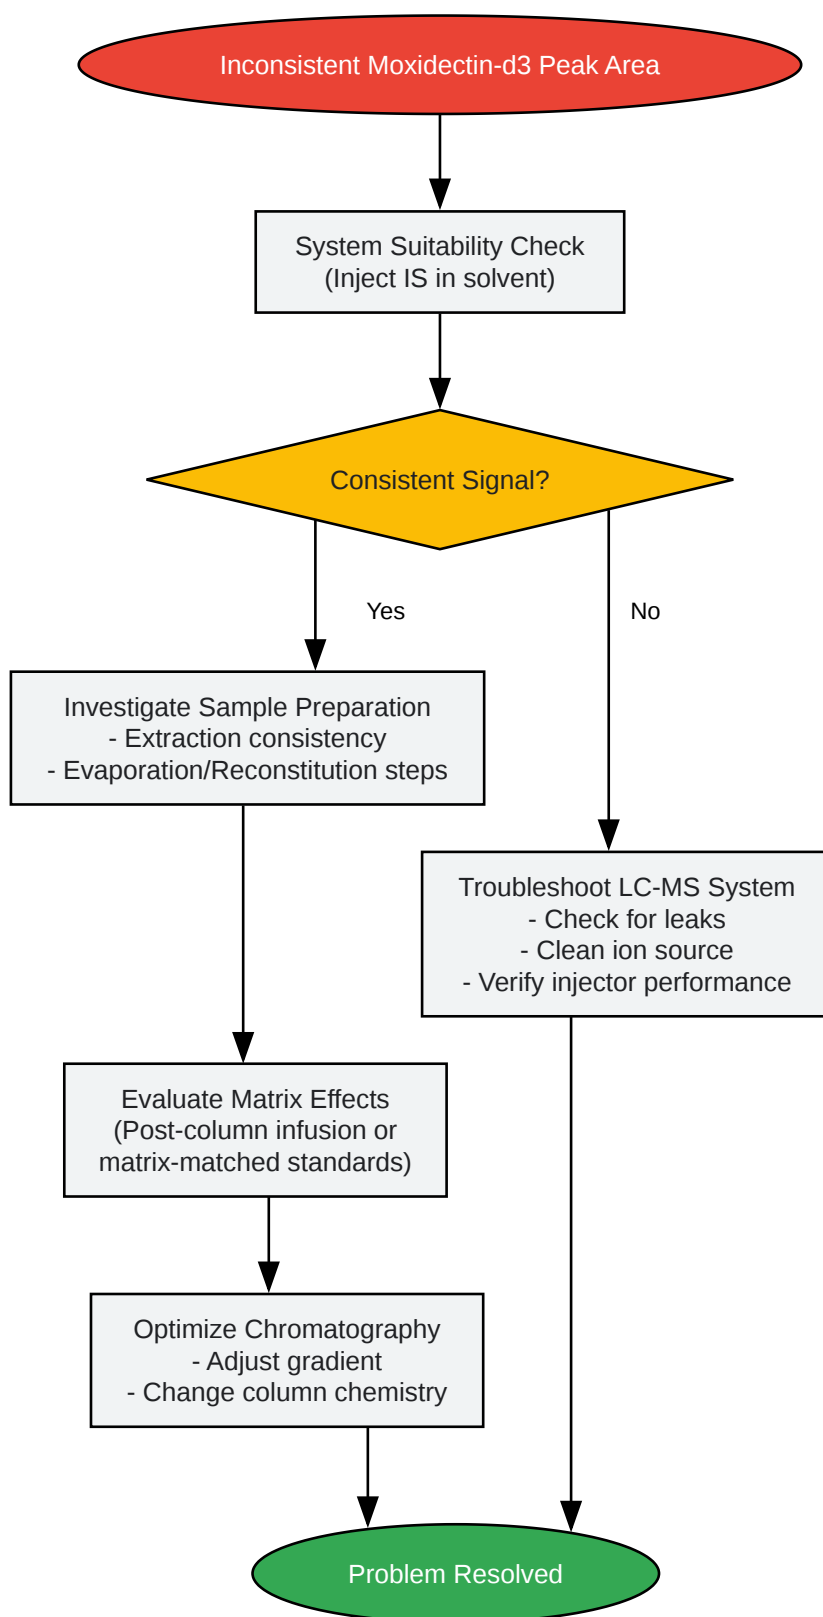 Inconsistent Moxidectin-d3 Peak Area
System Suitability Check
(Inject IS in solvent)
Consistent Signal?
Yes
No
Investigate Sample Preparation
- Extraction consistency
- Evaporation/Reconstitution steps
Troubleshoot LC-MS System
- Check for leaks
- Clean ion source
- Verify injector performance
Evaluate Matrix Effects
(Post-column infusion or
matrix-matched standards)
Optimize Chromatography
- Adjust gradient
- Change column chemistry
Problem Resolved